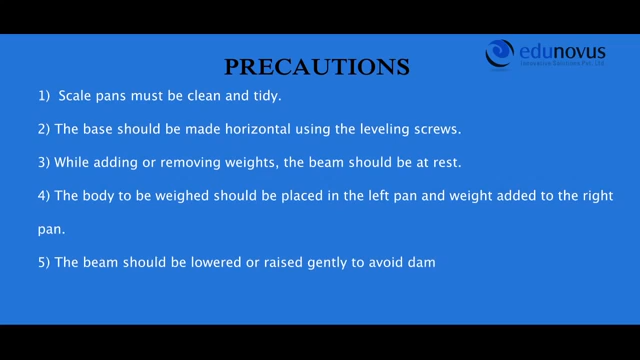 edunovus
PRECAUTIONS
1) Scale pans must be clean and tidy.
2) The base should be made horizontal using the leveling screws.
3) While adding or removing weights, the beam should be at rest.
4) The body to be weighed should be placed in the left pan and weight added to the right
pan.
5) The beam should be lowered or raised gently to avoid dam